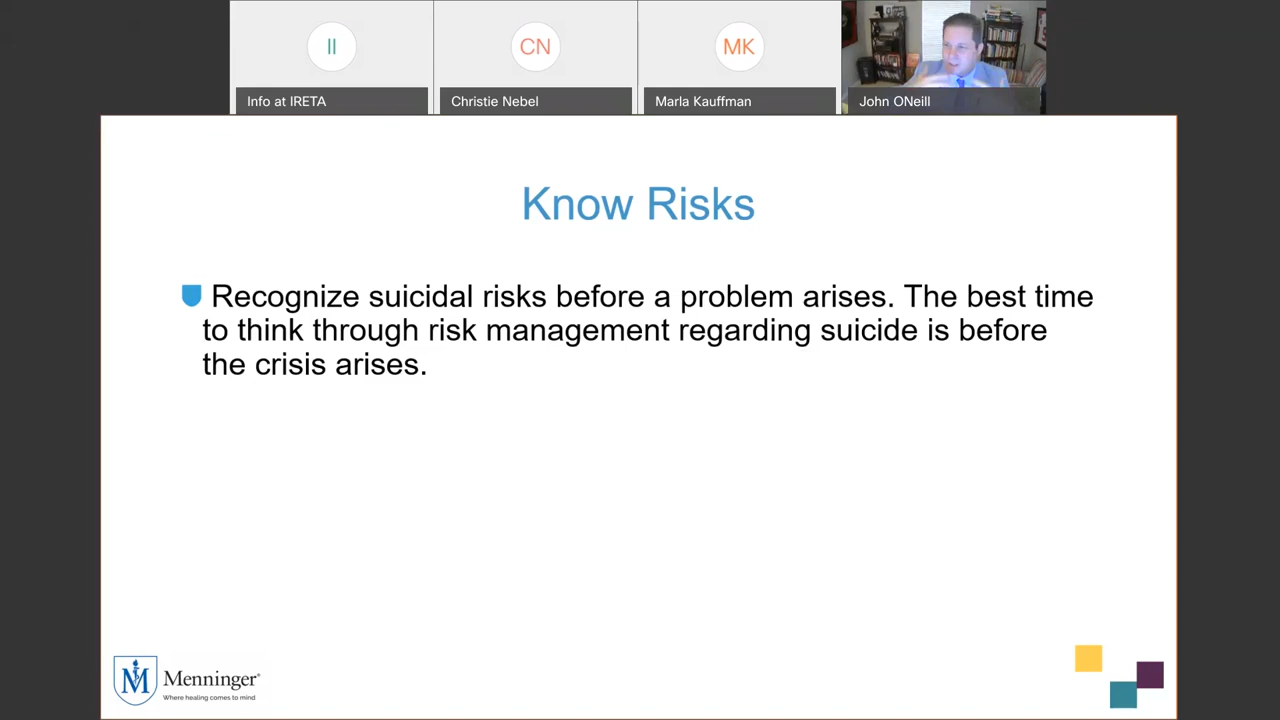 II
CN
MK
Info at IRETA
Christie Nebel
Marla Kauffman
John ONeill
Know Risks
Recognize suicidal risks before a problem arises. The best time
to think through risk management regarding suicide is before
the crisis arises.
M
Menninger®
Where healing comes to mind